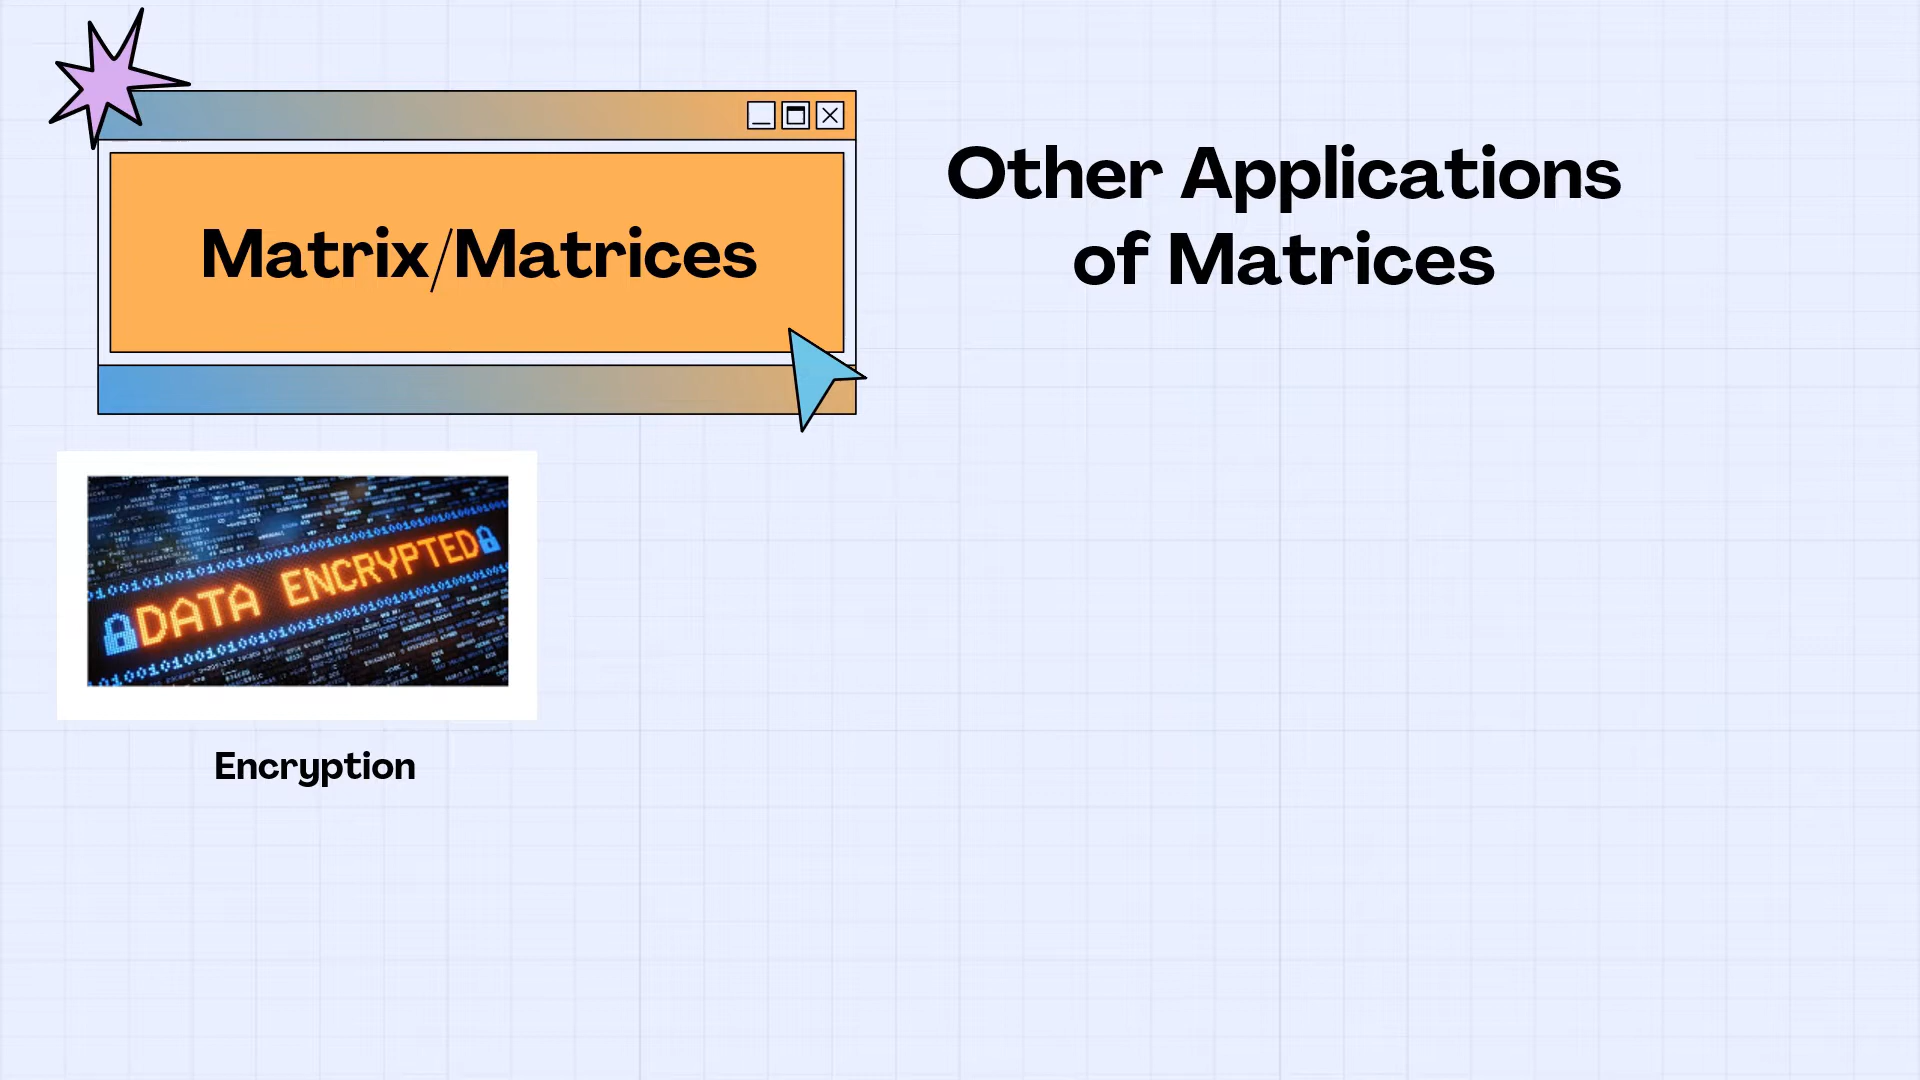 Matrix/Matrices
Other Applications
of Matrices
DATA ENCRYPTED
Encryption